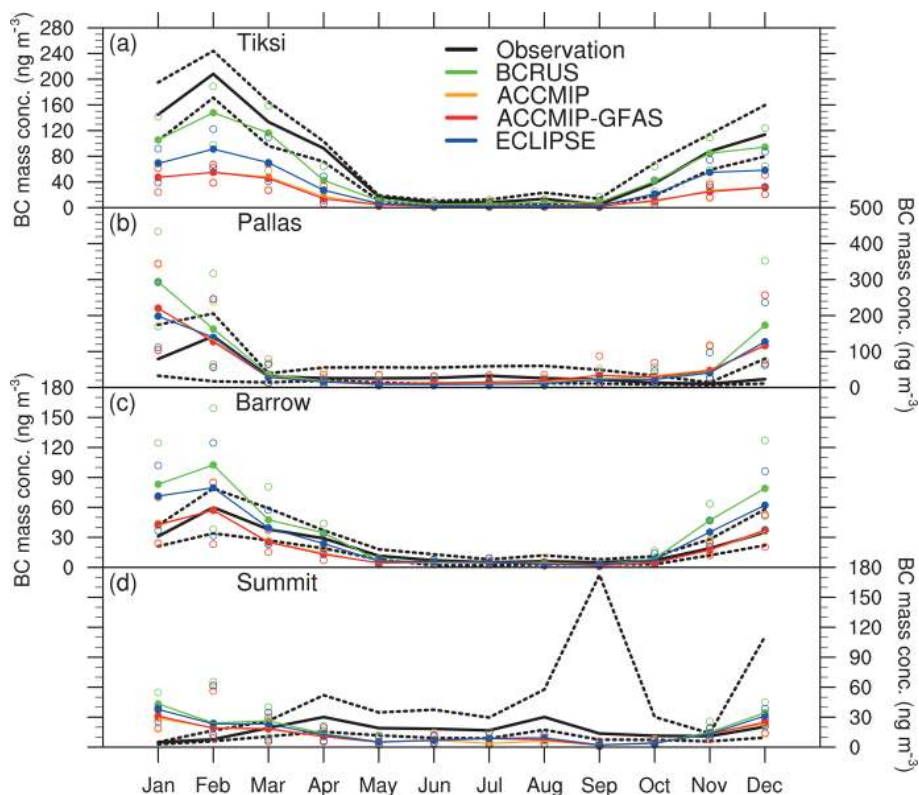 (a) Tiksi
BC mass conc. (ng m⁻³)
280
240
200
160
120
80
40
0
Observation
BCRUS
ACCMIP
ACCMIP-GFAS
ECLIPSE
(b) Pallas
BC mass conc. (ng m⁻³)
500
400
300
200
100
0
(c) Barrow
BC mass conc. (ng m⁻³)
180
150
120
90
60
30
0
(d) Summit
BC mass conc. (ng m⁻³)
180
150
120
90
60
30
0
Jan Feb Mar Apr May Jun Jul Aug Sep Oct Nov Dec